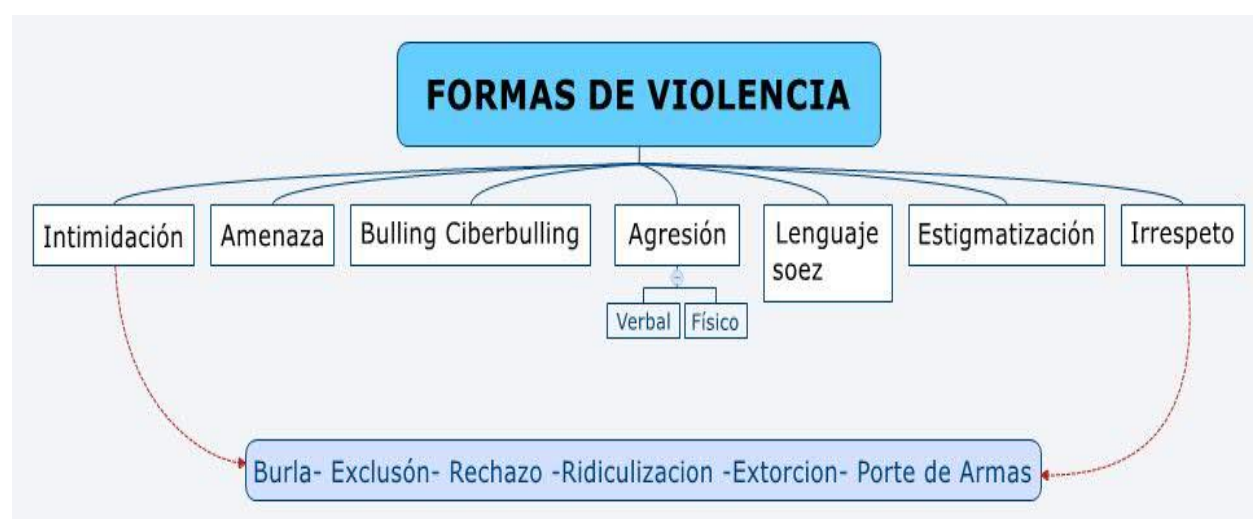 FORMAS DE VIOLENCIA
Intimidación
Amenaza
Bulling Ciberbulling
Agresión
Lenguaje
soez
Estigmatización
Irrespeto
Verbal
Físico
Burla- Exclusón- Rechazo -Ridiculizacion -Extorcion- Porte de Armas